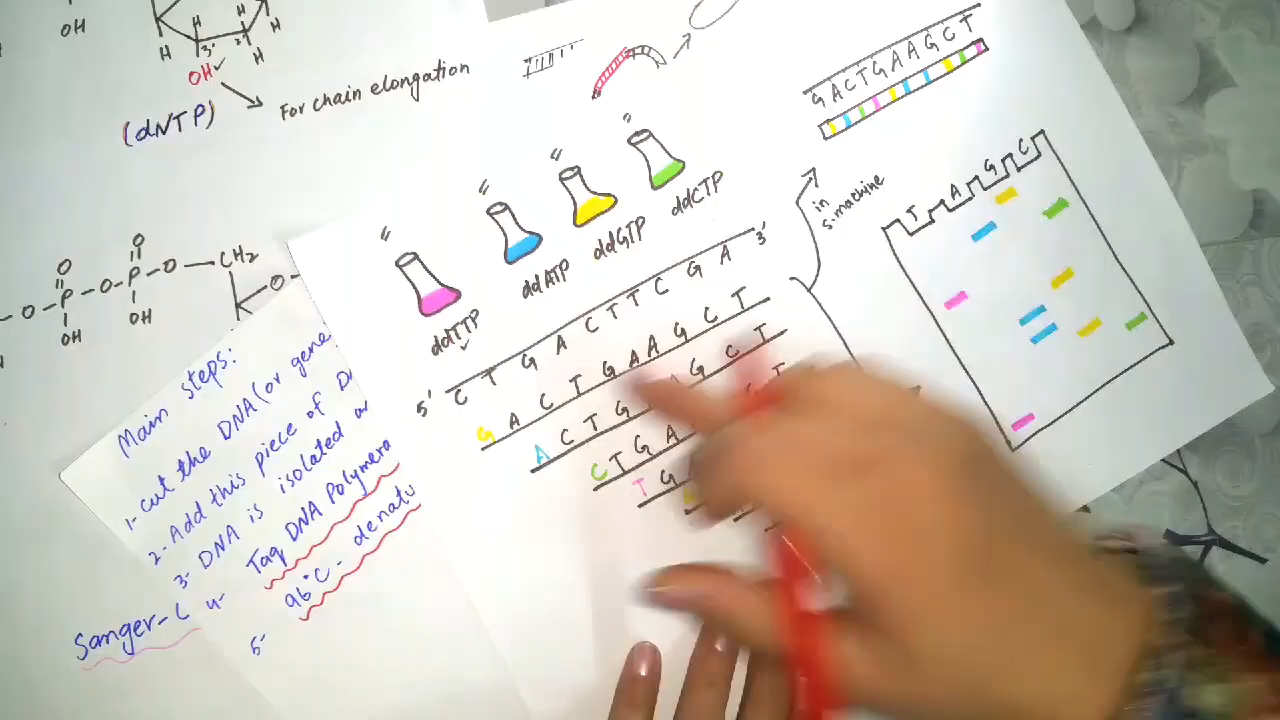 OH
H
H
3'
2'
H
H
OH
(dNTP)
For chain elongation
O
O
O
P
O
P
O
CH2
O
OH
OH
Main steps:
1- cut the DNA (or gene
2- Add this piece of
3- DNA is isolated
4-
Taq DNA Polymera
96°C - denatu
5-
Sanger-C
ddTTP
ddATP
ddGTP
ddCTP
5' C T G A C T T C G A 3'
G A C T G A A G C T
A C T G A G C T
C T G A C T
T G
in
S.machine
G A C T G A A G C T
T A G C